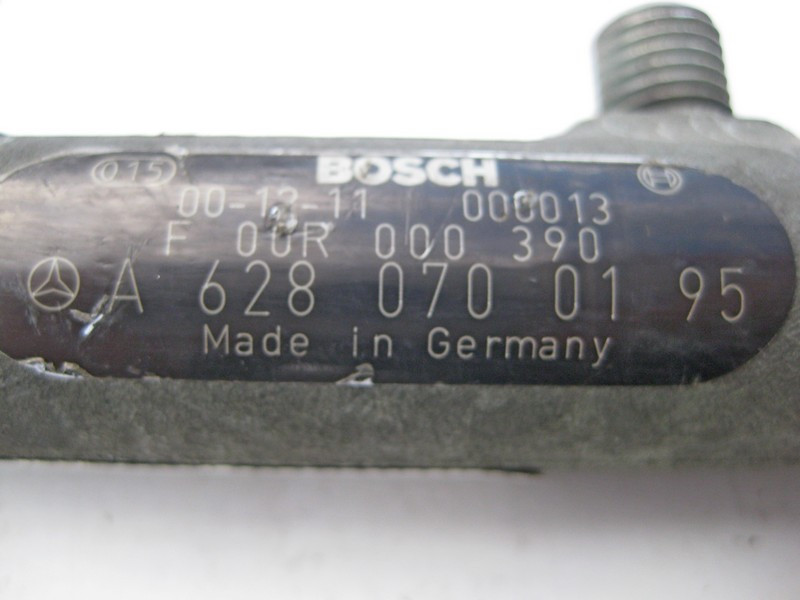 015 BOSCH
00-12-11 000013
F 00R 000 390
A 628 070 01 95
Made in Germany